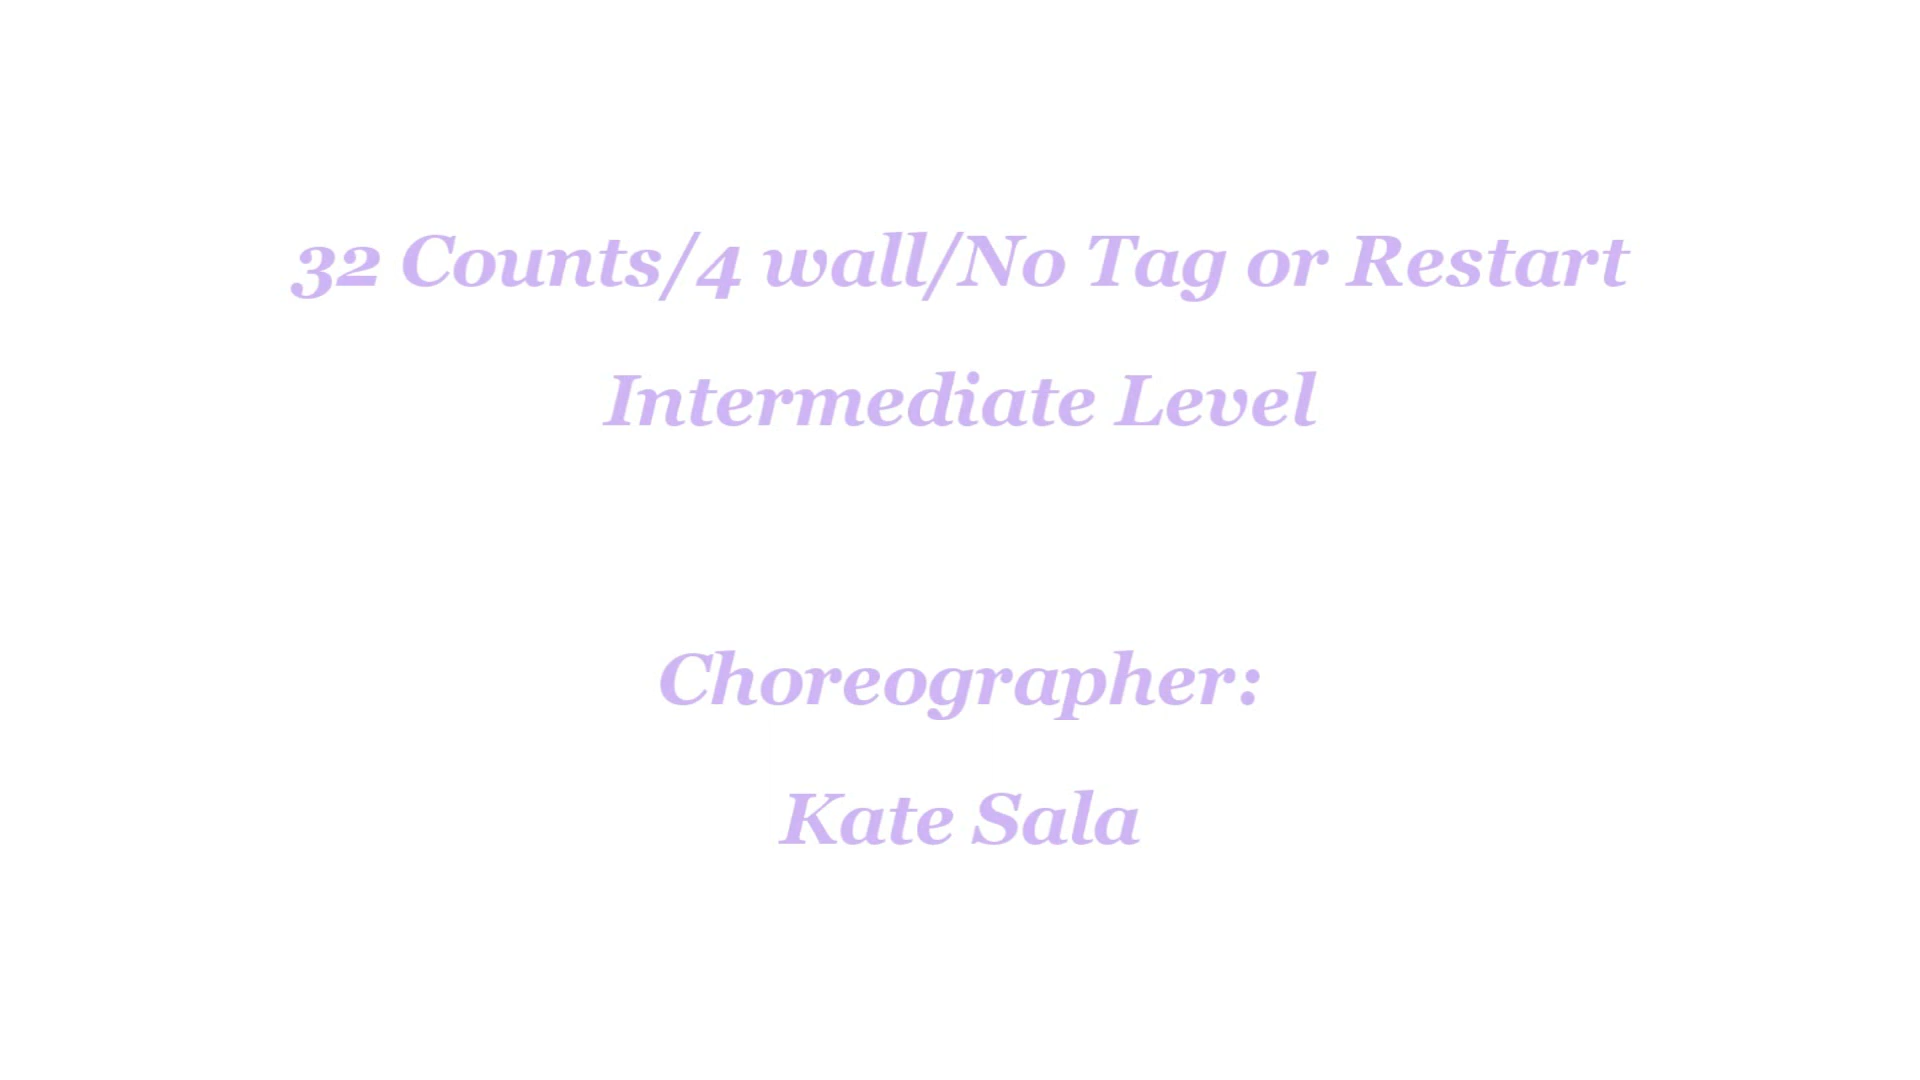 32 Counts/4 wall/No Tag or Restart
Intermediate Level
Choreographer:
Kate Sala